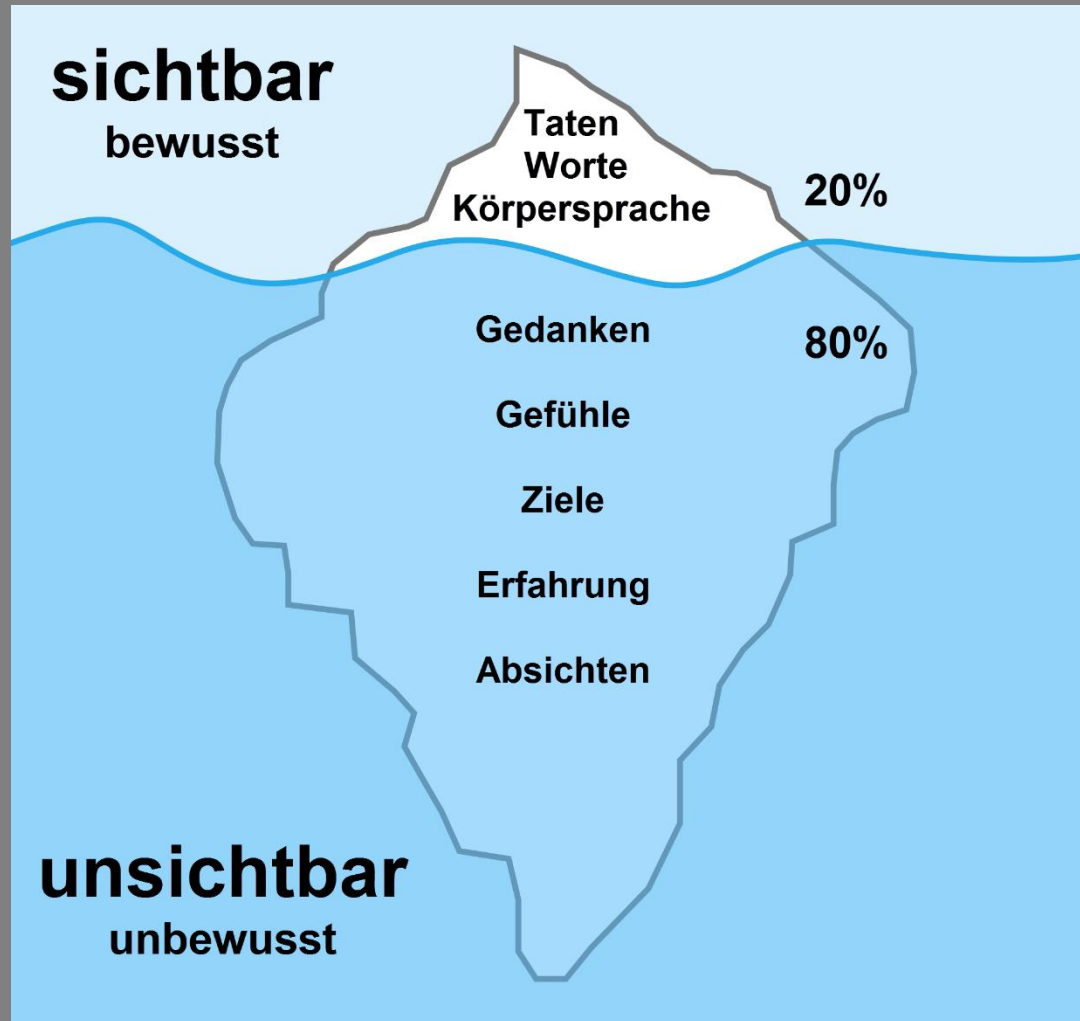 sichtbar
bewusst
Taten
Worte
Körpersprache
20%
Gedanken
80%
Gefühle
Ziele
Erfahrung
Absichten
unsichtbar
unbewusst